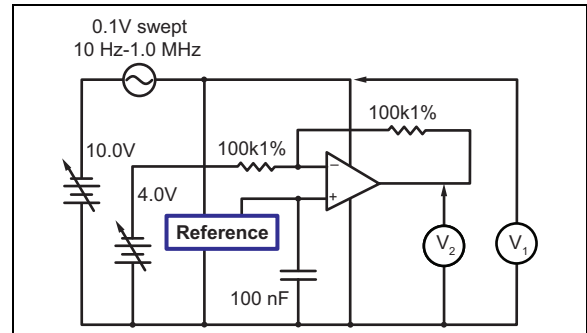 0.1V swept
10 Hz-1.0 MHz
100k1%
100k1%
10.0V
4.0V
Reference
−
+
V2
V1
100 nF